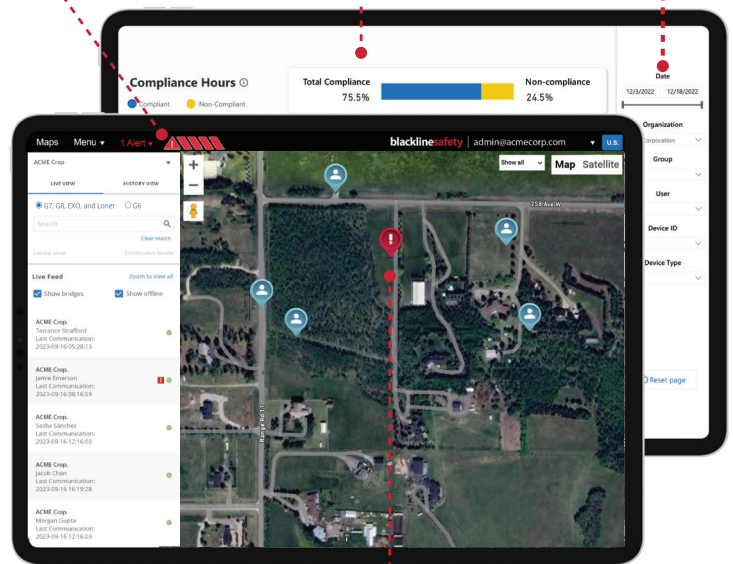 Compliance Hours
Compliant
Non-Compliant
Total Compliance
75.5%
Non-compliance
24.5%
Date
12/3/2022
12/18/2022
Organization
Corporation
Group
User
Device ID
Device Type
Reset page
Maps
Menu
1 Alert
blacklinesafety
admin@acmecorp.com
U.S.
ACME Crop
LIVE VIEW
HISTORY VIEW
G7, G8, EXO, and Loner
G6
Search
Clear search
Locate once
Continuous locate
Live Feed
Zoom to view all
Show bridges
Show offline
ACME Crop.
Terrance Strafford
Last Communication:
2023-09-16 05:28:13
ACME Crop.
Jamie Emerson
Last Communication:
2023-09-16 08:16:59
ACME Crop.
Sasha Sánchez
Last Communication:
2023-09-16 12:16:03
ACME Crop.
Jacob Chen
Last Communication:
2023-09-16 16:19:28
ACME Crop.
Morgan Gupta
Last Communication:
2023-09-16 12:16:03
Show all
Map
Satellite
258 Ave W
Range Rd 11